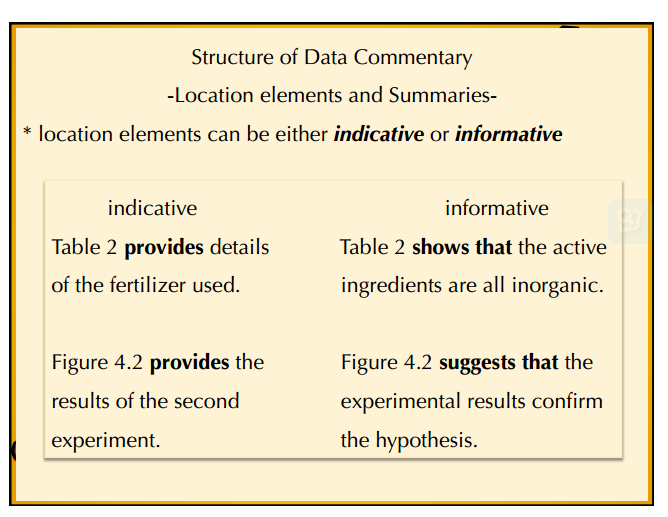 Structure of Data Commentary
-Location elements and Summaries-
* location elements can be either indicative or informative
indicative
Table 2 provides details
of the fertilizer used.
Figure 4.2 provides the
results of the second
experiment.
informative
Table 2 shows that the active
ingredients are all inorganic.
Figure 4.2 suggests that the
experimental results confirm
the hypothesis.